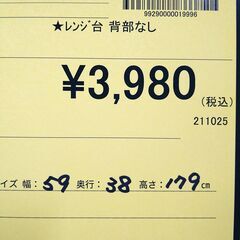 99290000019996
★レンジ台 背部なし
¥3,980
(税込)
211025
イズ 幅: 59 奥行: 38 高さ: 179cm